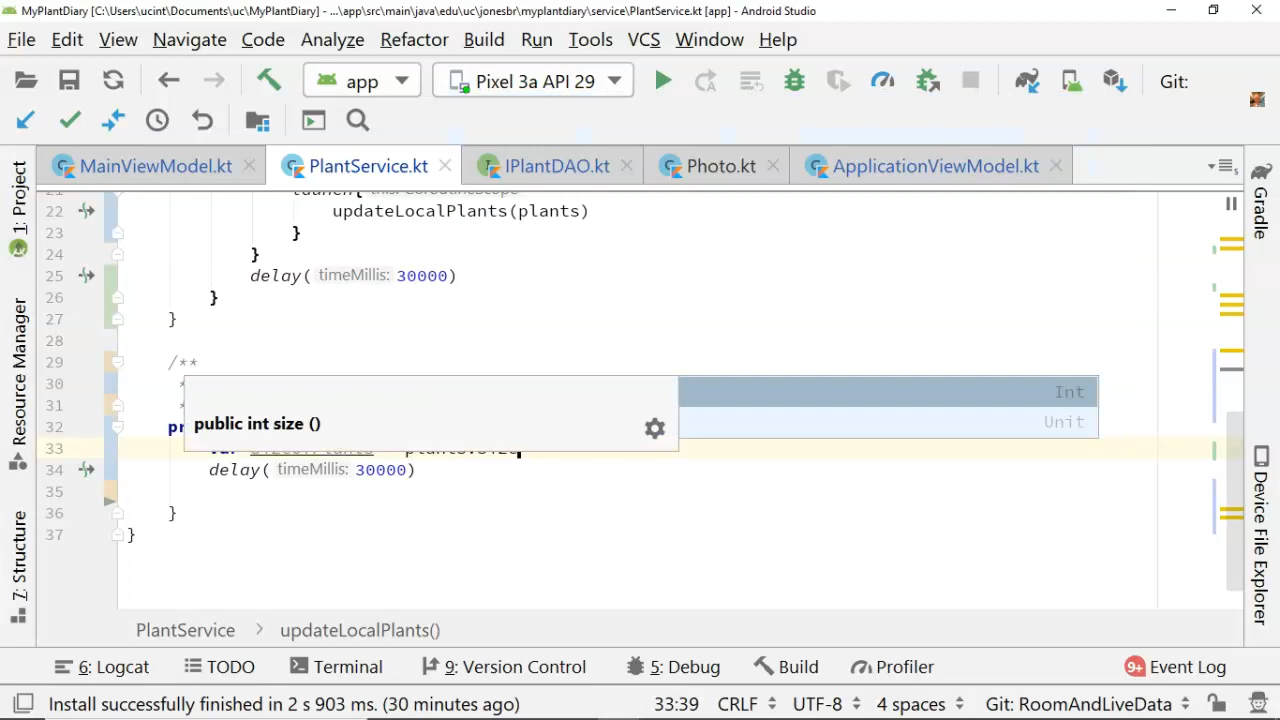 MyPlantDiary [C:\Users\ucint\Documents\uc\MyPlantDiary] - ...\app\src\main\java\edu\uc\jonesbr\myplantdiary\service\PlantService.kt [app] - Android Studio
File Edit View Navigate Code Analyze Refactor Build Run Tools VCS Window Help
app Pixel 3a API 29 Git:
MainViewModel.kt PlantService.kt IPlantDAO.kt Photo.kt ApplicationViewModel.kt
1: Project
Resource Manager
7: Structure
22 updateLocalPlants(plants)
23 }
24 }
25 delay( timeMillis: 30000)
26 }
27 }
28
29 /**
30 *
31 *
32 pr
public int size ()
Int
Unit
33
34 delay( timeMillis: 30000)
35
36 }
37 }
Gradle
Device File Explorer
PlantService > updateLocalPlants()
6: Logcat TODO Terminal 9: Version Control 5: Debug Build Profiler 9+ Event Log
Install successfully finished in 2 s 903 ms. (30 minutes ago) 33:39 CRLF UTF-8 4 spaces Git: RoomAndLiveData